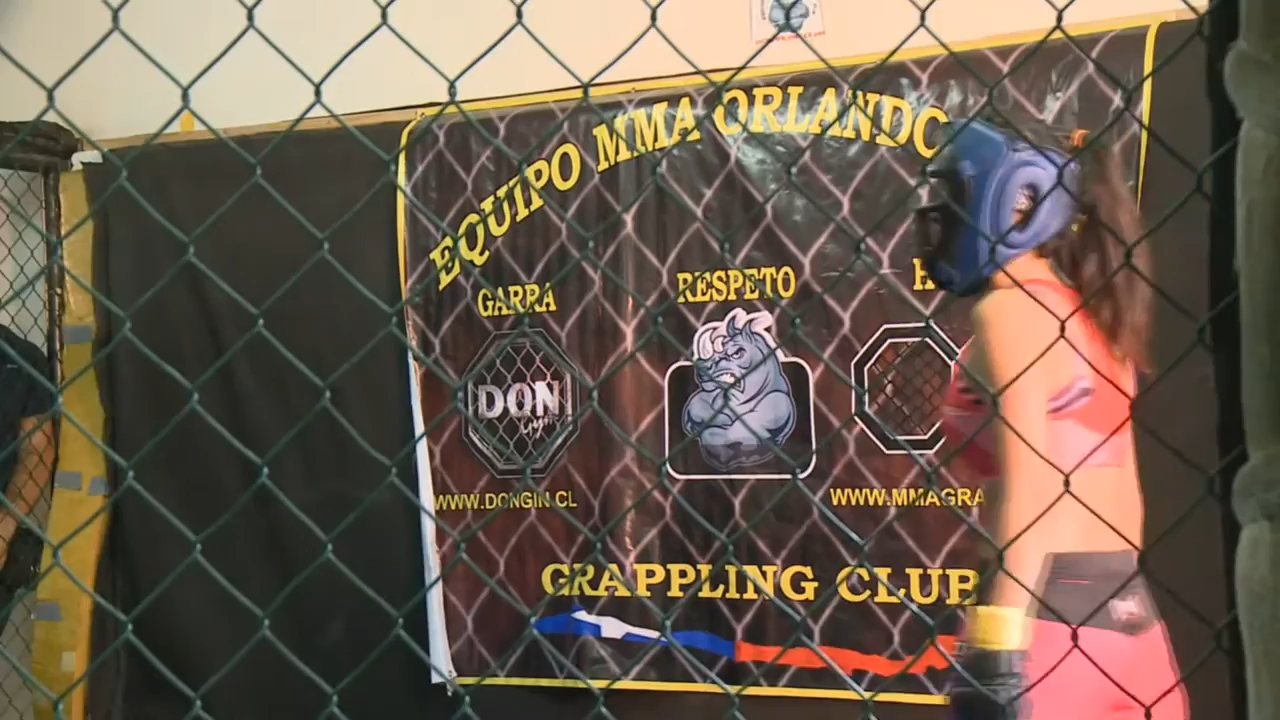 EQUIPO MMA ORLANDO
GARRA RESPETO H
DON
Gym
WWW.DONGIN.CL WWW.MMAGRA
GRAPPLING CLUB